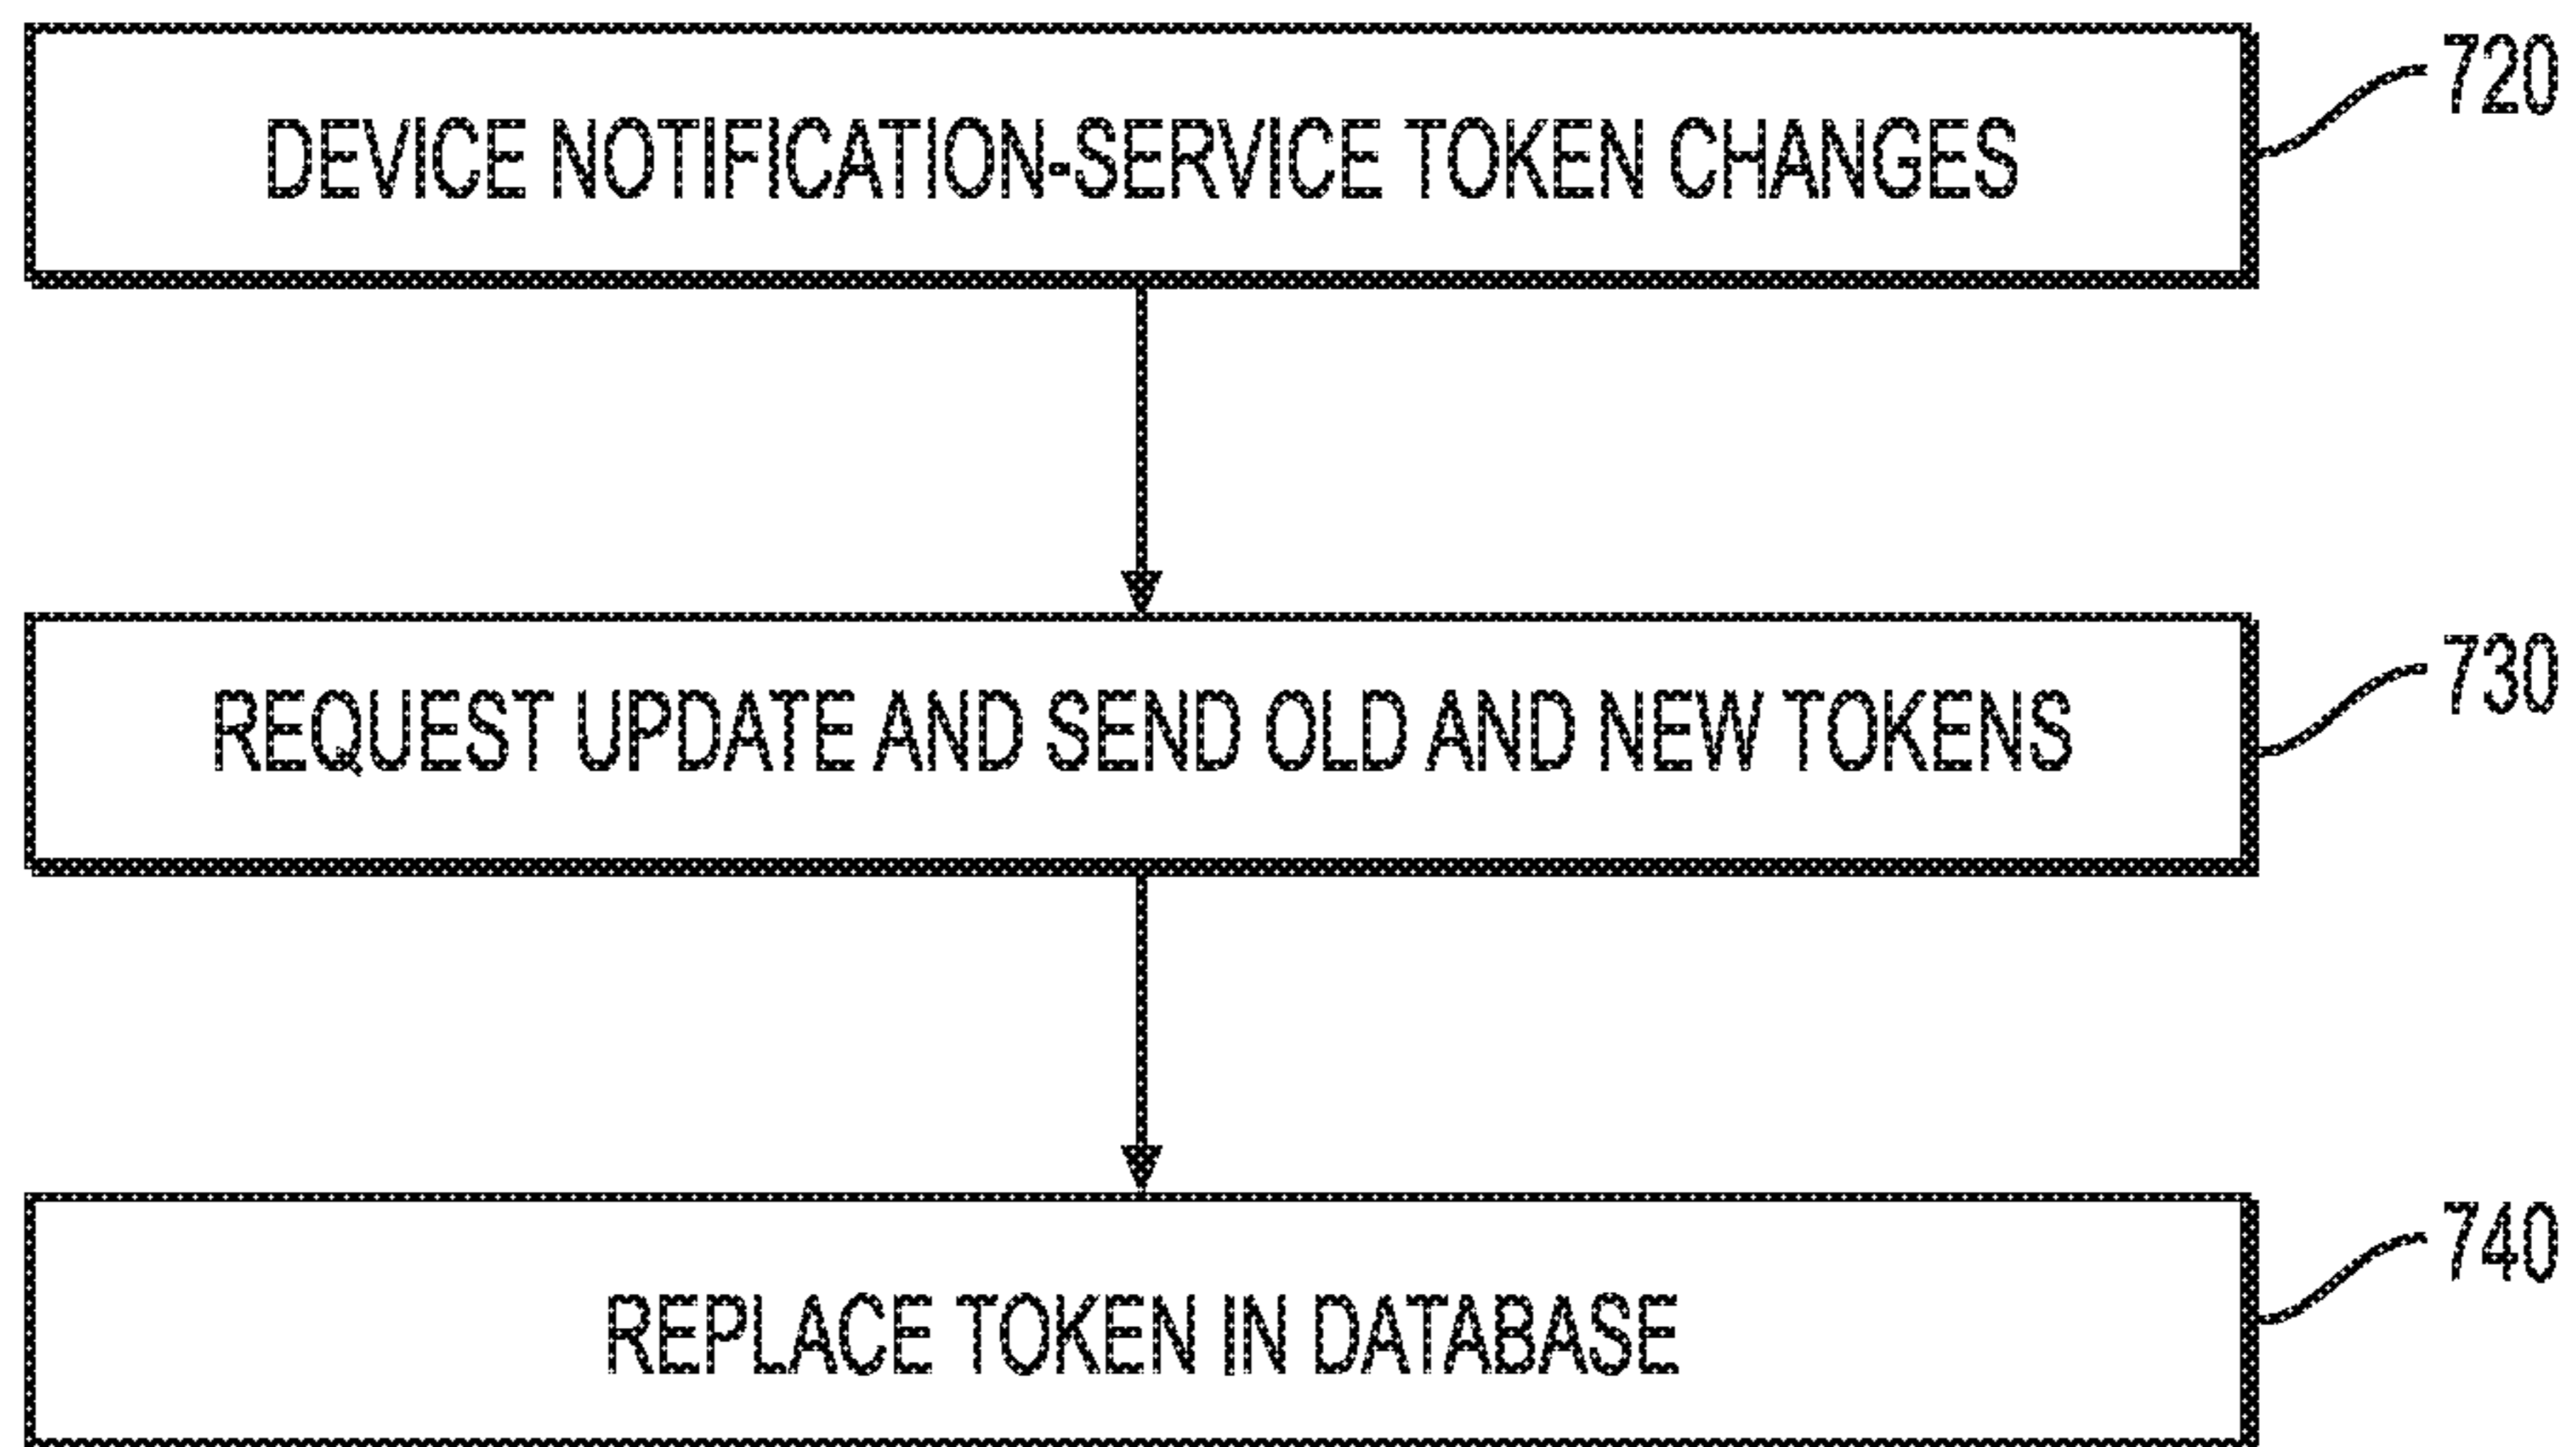 DEVICE NOTIFICATION-SERVICE TOKEN CHANGES
720
REQUEST UPDATE AND SEND OLD AND NEW TOKENS
730
REPLACE TOKEN IN DATABASE
740